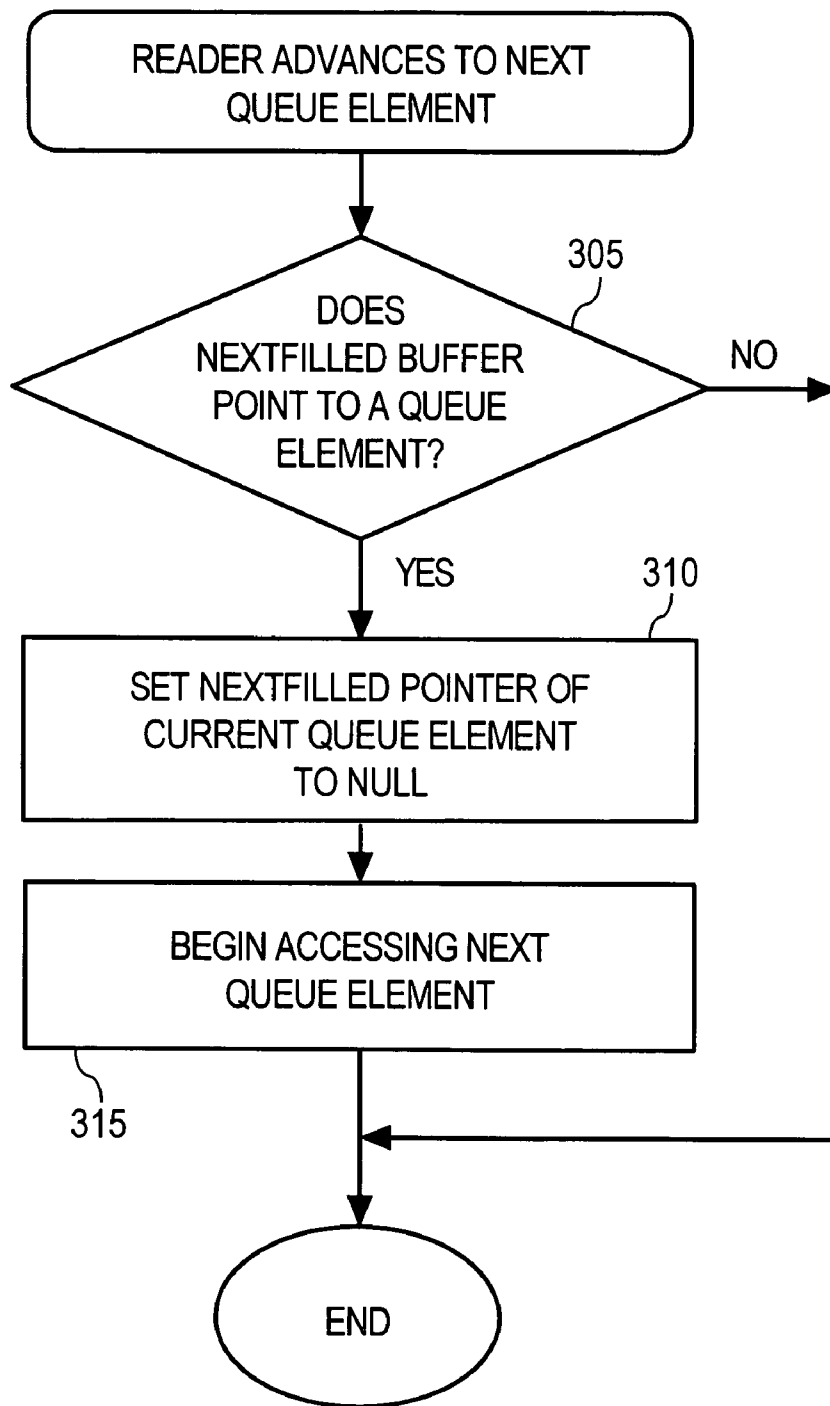 READER ADVANCES TO NEXT
QUEUE ELEMENT
305
DOES
NEXTFILLED BUFFER
POINT TO A QUEUE
ELEMENT?
NO
YES
310
SET NEXTFILLED POINTER OF
CURRENT QUEUE ELEMENT
TO NULL
BEGIN ACCESSING NEXT
QUEUE ELEMENT
315
END